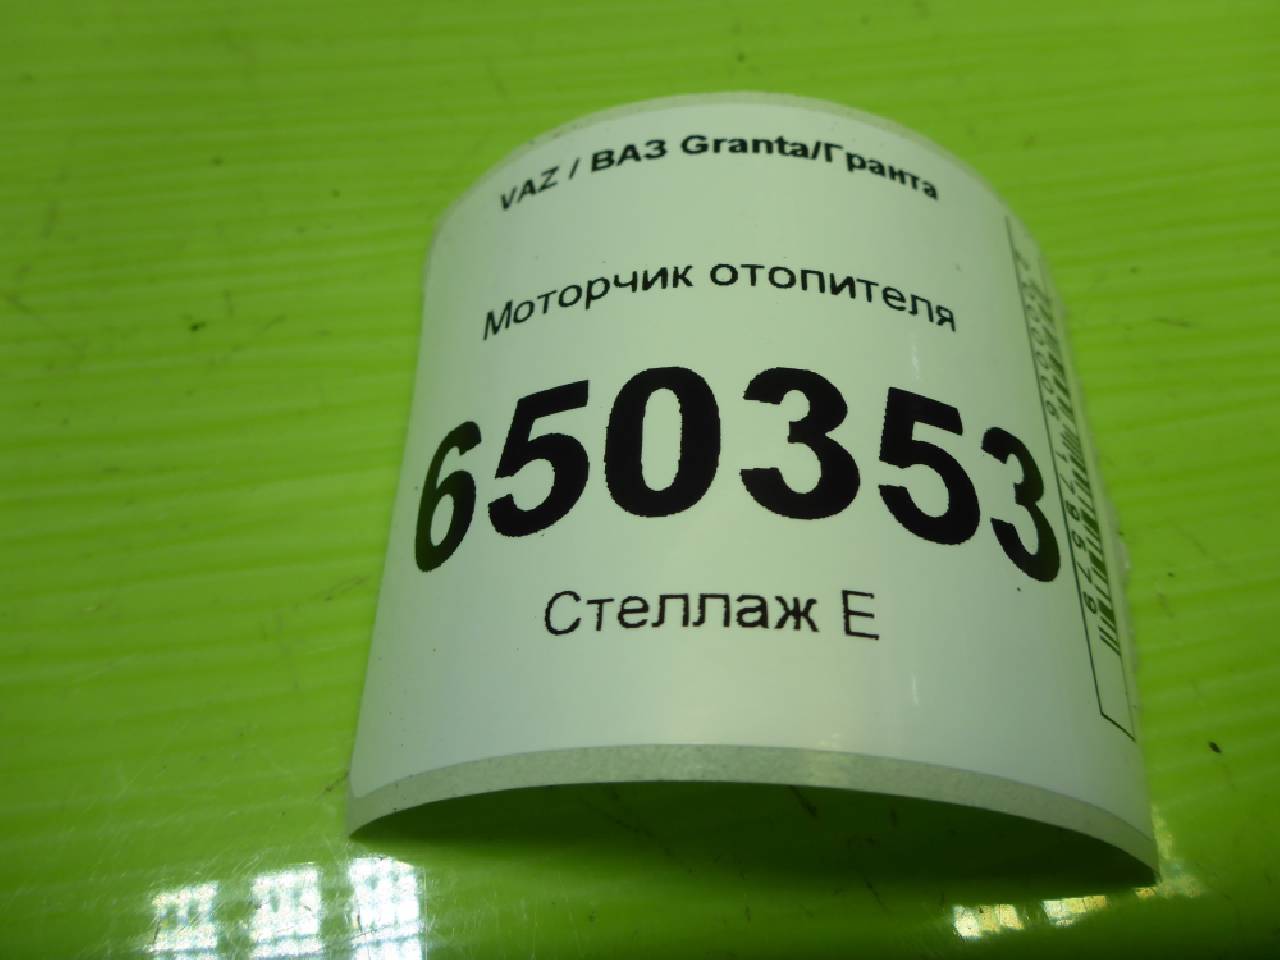 VAZ / ВАЗ Granta/Гранта
Моторчик отопителя
650353
Стеллаж Е